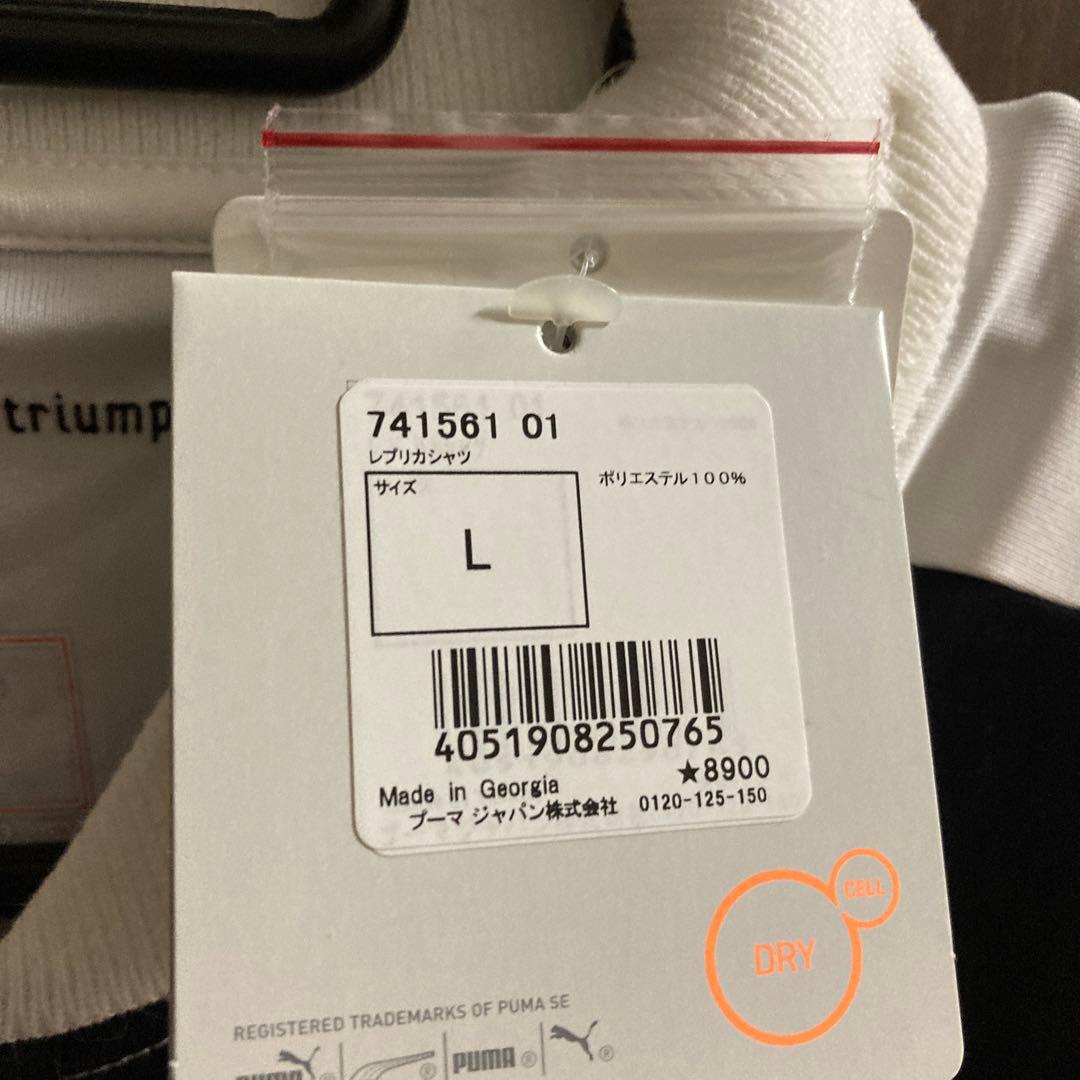 triump
741561 01
レプリカシャツ
サイズ
ポリエステル100%
L
4051908250765
★8900
Made in Georgia
プーマ ジャパン株式会社 0120-125-150
CELL
DRY
REGISTERED TRADEMARKS OF PUMA SE
PUMA ® ® PUMA ® ®